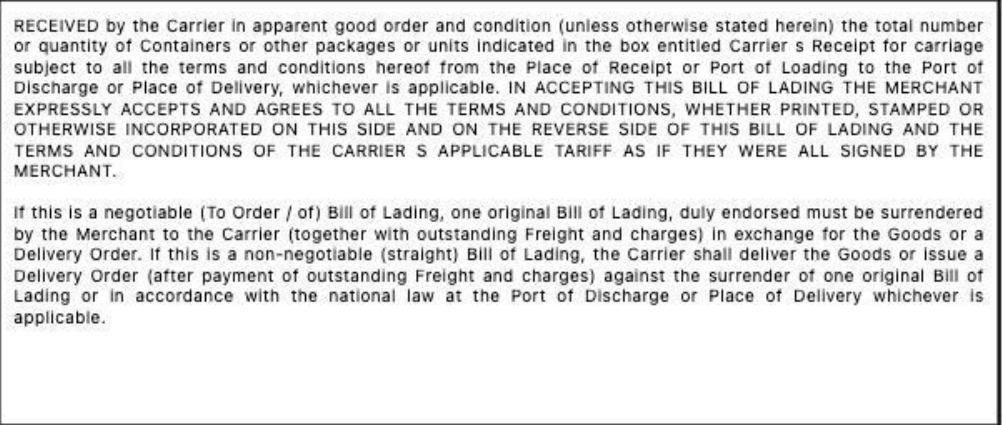 RECEIVED by the Carrier in apparent good order and condition (unless otherwise stated herein) the total number
or quantity of Containers or other packages or units indicated in the box entitled Carrier s Receipt for carriage
subject to all the terms and conditions hereof from the Place of Receipt or Port of Loading to the Port of
Discharge or Place of Delivery, whichever is applicable. IN ACCEPTING THIS BILL OF LADING THE MERCHANT
EXPRESSLY ACCEPTS AND AGREES TO ALL THE TERMS AND CONDITIONS, WHETHER PRINTED, STAMPED OR
OTHERWISE INCORPORATED ON THIS SIDE AND ON THE REVERSE SIDE OF THIS BILL OF LADING AND THE
TERMS AND CONDITIONS OF THE CARRIER S APPLICABLE TARIFF AS IF THEY WERE ALL SIGNED BY THE
MERCHANT.
If this is a negotiable (To Order / of) Bill of Lading, one original Bill of Lading, duly endorsed must be surrendered
by the Merchant to the Carrier (together with outstanding Freight and charges) in exchange for the Goods or a
Delivery Order. If this is a non-negotiable (straight) Bill of Lading, the Carrier shall deliver the Goods or issue a
Delivery Order (after payment of outstanding Freight and charges) against the surrender of one original Bill of
Lading or in accordance with the national law at the Port of Discharge or Place of Delivery whichever is
applicable.